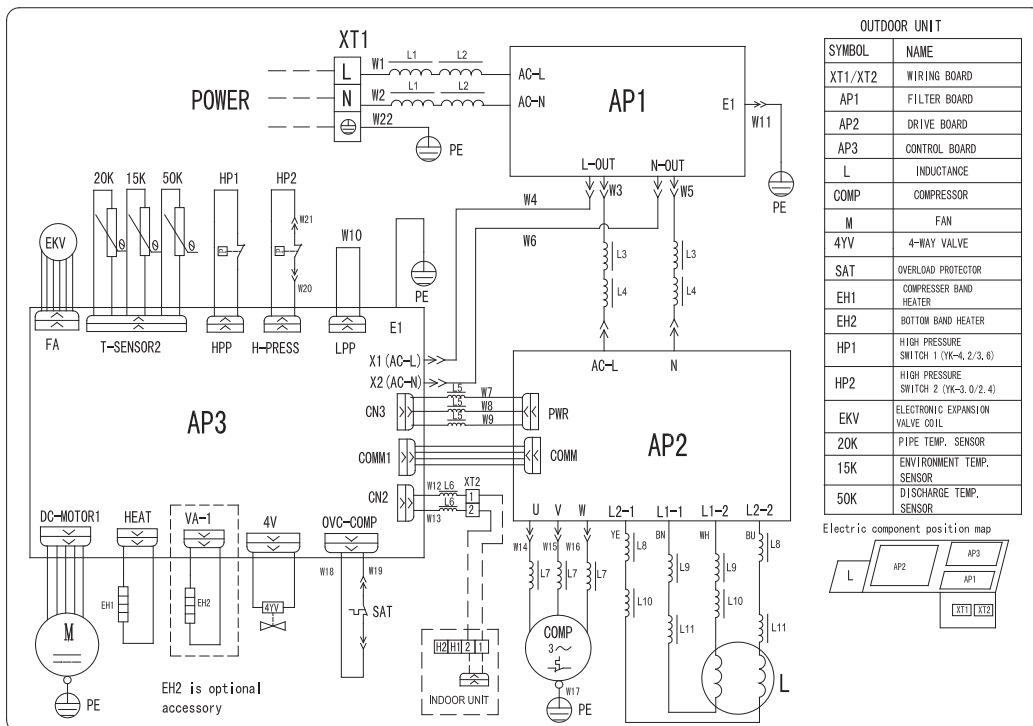 OUTDOOR UNIT
SYMBOL NAME
XT1/XT2 WIRING BOARD
AP1 FILTER BOARD
AP2 DRIVE BOARD
AP3 CONTROL BOARD
L INDUCTANCE
COMP COMPRESSOR
M FAN
4YV 4-WAY VALVE
SAT OVERLOAD PROTECTOR
EH1 COMPRESSER BAND
HEATER
EH2 BOTTOM BAND HEATER
HP1 HIGH PRESSURE
SWITCH 1 (YK-4.2/3.6)
HP2 HIGH PRESSURE
SWITCH 2 (YK-3.0/2.4)
EKV ELECTRONIC EXPANSION
VALVE COIL
20K PIPE TEMP. SENSOR
15K ENVIRONMENT TEMP.
SENSOR
50K DISCHARGE TEMP.
SENSOR
Electric component position map
L AP2 AP3
AP1
XT1 XT2
XT1
POWER
L W1 L1 L2 AC-L
N W2 L1 L2 AC-N
W22
PE
AP1
E1
W11
PE
L-OUT N-OUT
W4 W3 W5
W6
L3 L3
L4 L4
20K 15K 50K HP1 HP2
EKV
θ θ θ
P P
W21
W20
W10
PE
FA T-SENSOR2 HPP H-PRESS LPP E1
X1(AC-L)
X2(AC-N)
AP3
CN3
L5 W7
L5 W8
L5 W9
PWR
COMM1 COMM
CN2
W12 L6 XT2
1
L6 2
W13
AC-L N
AP2
U V W L2-1 L1-1 L1-2 L2-2
W14 W15 W16 YE BN WH BU
L7 L7 L7 L8 L9 L9 L8
L10 L11 L10 L11
COMP
3~
W17
PE
L
DC-MOTOR1 HEAT VA-1 4V OVC-COMP
W18 W19
EH1 EH2 4YV SAT
M
PE
EH2 is optional
accessory
H2 H1 2 1
INDOOR UNIT